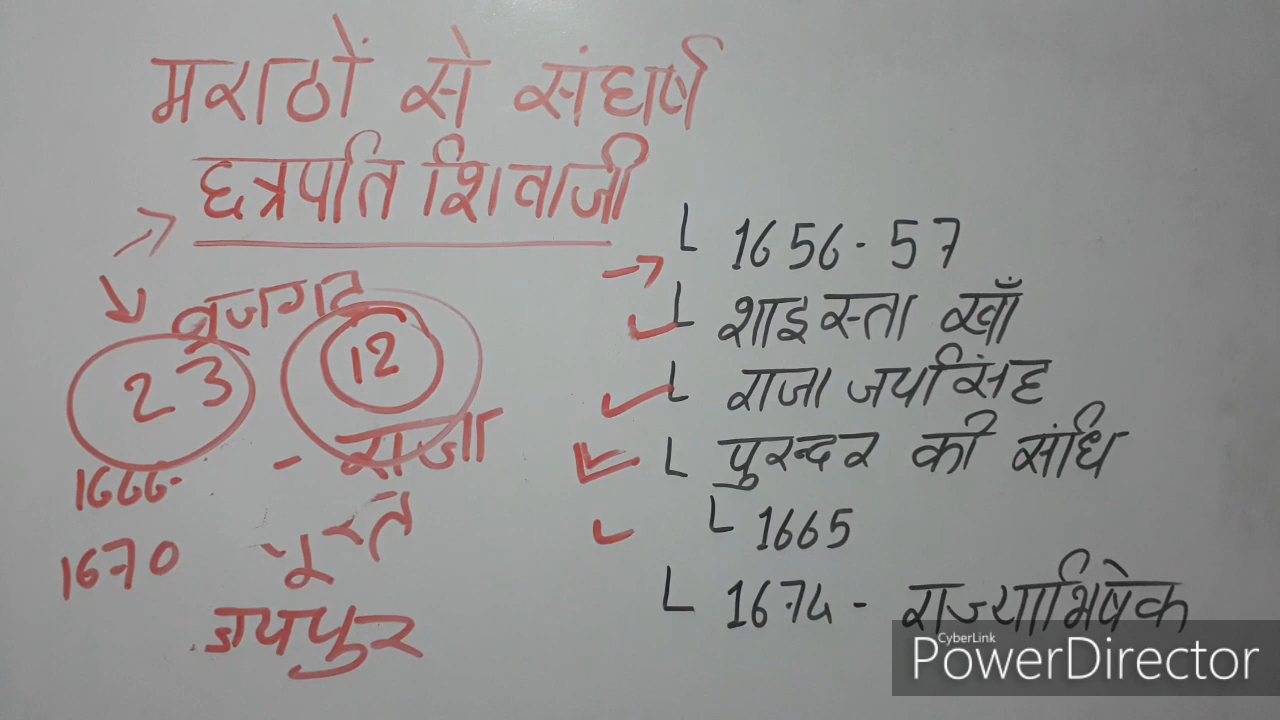 मराठों से संघर्ष
छत्रपति शिवाजी
1656-57
शाइस्ता खाँ
राजा जयसिंह
पुरन्दर की संधि
1665
1674 - राज्याभिषेक
23
12
1666-
- राजा
1670
सूरत
जयपुर
CyberLink
PowerDirector